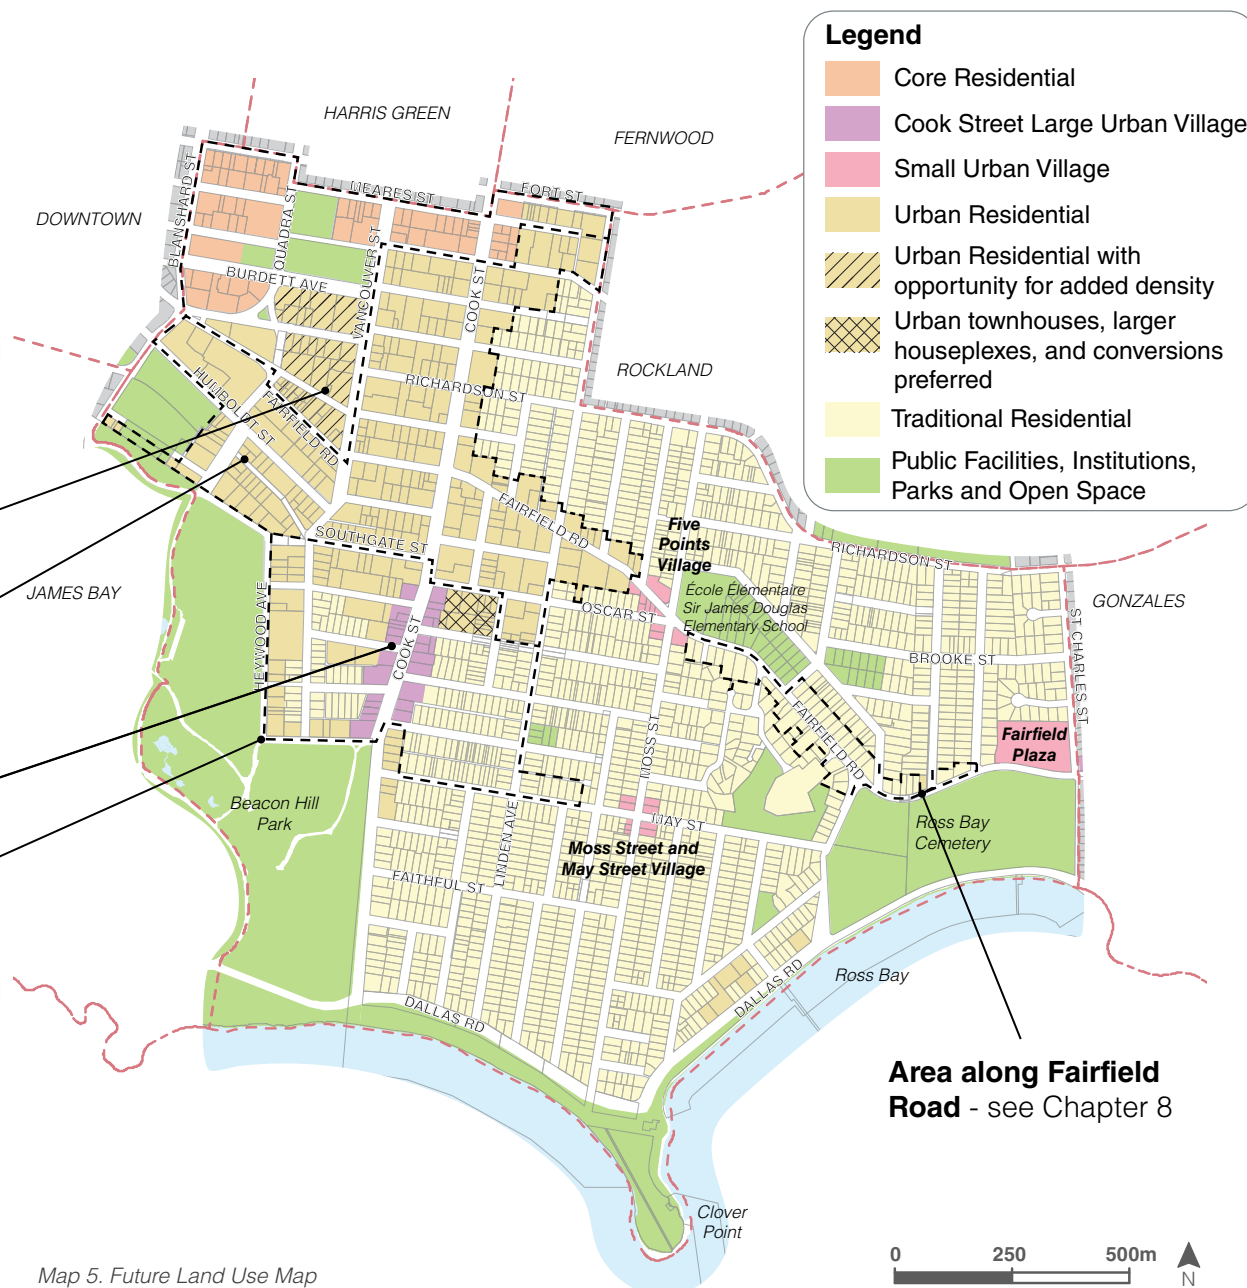 Legend
Core Residential
Cook Street Large Urban Village
Small Urban Village
Urban Residential
Urban Residential with
opportunity for added density
Urban townhouses, larger
houseplexes, and conversions
preferred
Traditional Residential
Public Facilities, Institutions,
Parks and Open Space
HARRIS GREEN
FERNWOOD
DOWNTOWN
ROCKLAND
JAMES BAY
GONZALES
BLANSHARD ST
QUADRA ST
MEARES ST
FORT ST
VANCOUVER ST
BURDETT AVE
COOK ST
RICHARDSON ST
HUMBOLDT ST
FAIRFIELD RD
FAIRFIELD RD
SOUTHGATE ST
Five
Points
Village
RICHARDSON ST
École Élémentaire
Sir James Douglas
Elementary School
OSCAR ST
HEYWOOD AVE
COOK ST
BROOKE ST
ST CHARLES ST
FAIRFIELD RD
MOSS ST
Fairfield
Plaza
Beacon Hill
Park
LINDEN AVE
MAY ST
Ross Bay
Cemetery
Moss Street and
May Street Village
FAITHFUL ST
DALLAS RD
DALLAS RD
Ross Bay
Area along Fairfield
Road - see Chapter 8
Clover
Point
0 250 500m
N
Map 5. Future Land Use Map